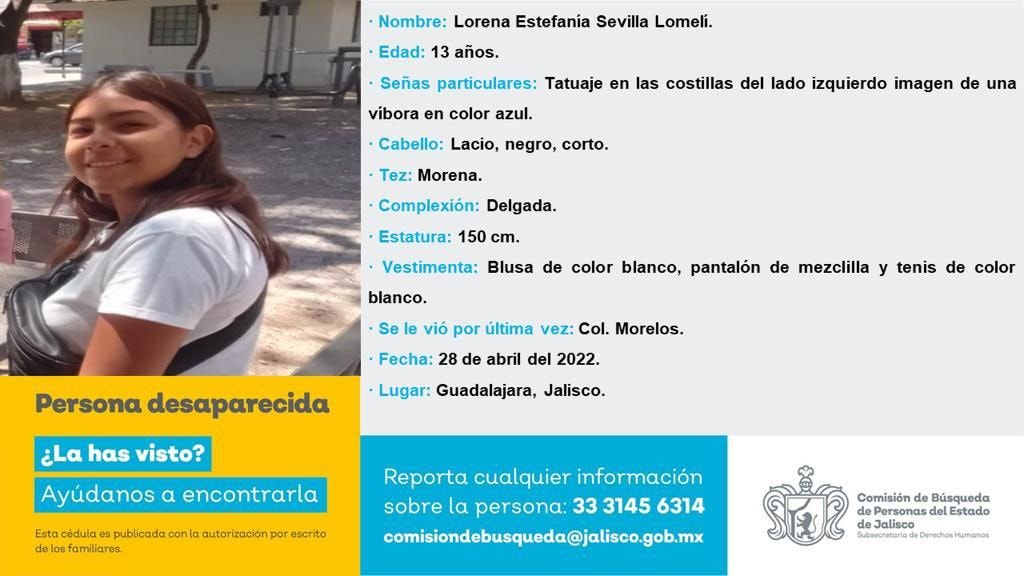 · Nombre: Lorena Estefanía Sevilla Lomelí.
· Edad: 13 años.
· Señas particulares: Tatuaje en las costillas del lado izquierdo imagen de una
víbora en color azul.
· Cabello: Lacio, negro, corto.
· Tez: Morena.
· Complexión: Delgada.
· Estatura: 150 cm.
· Vestimenta: Blusa de color blanco, pantalón de mezclilla y tenis de color
blanco.
· Se le vió por última vez: Col. Morelos.
· Fecha: 28 de abril del 2022.
· Lugar: Guadalajara, Jalisco.
Persona desaparecida
¿La has visto?
Ayúdanos a encontrarla
Esta cédula es publicada con la autorización por escrito
de los familiares.
Reporta cualquier información
sobre la persona: 33 3145 6314
comisiondebusqueda@jalisco.gob.mx
Comisión de Búsqueda
de Personas del Estado
de Jalisco
Subsecretaría de Derechos Humanos